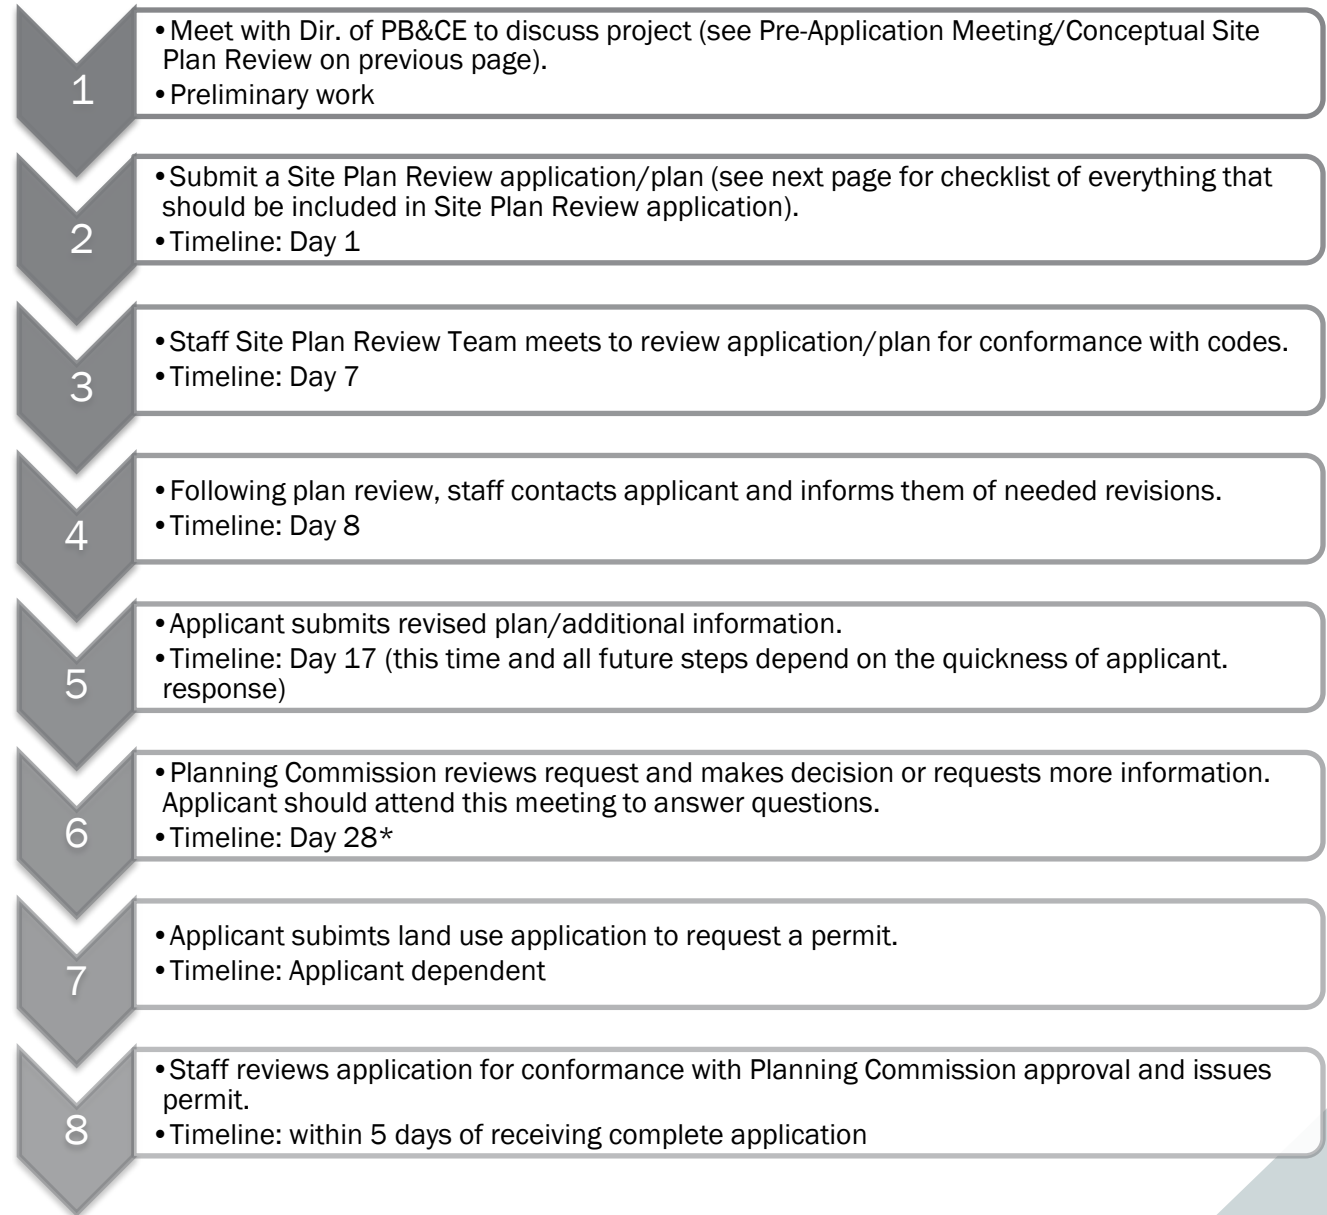 1
•Meet with Dir. of PB&CE to discuss project (see Pre-Application Meeting/Conceptual Site
Plan Review on previous page).
•Preliminary work
2
•Submit a Site Plan Review application/plan (see next page for checklist of everything that
should be included in Site Plan Review application).
•Timeline: Day 1
3
•Staff Site Plan Review Team meets to review application/plan for conformance with codes.
•Timeline: Day 7
4
•Following plan review, staff contacts applicant and informs them of needed revisions.
•Timeline: Day 8
5
•Applicant submits revised plan/additional information.
•Timeline: Day 17 (this time and all future steps depend on the quickness of applicant.
response)
6
•Planning Commission reviews request and makes decision or requests more information.
Applicant should attend this meeting to answer questions.
•Timeline: Day 28*
7
•Applicant subimts land use application to request a permit.
•Timeline: Applicant dependent
8
•Staff reviews application for conformance with Planning Commission approval and issues
permit.
•Timeline: within 5 days of receiving complete application